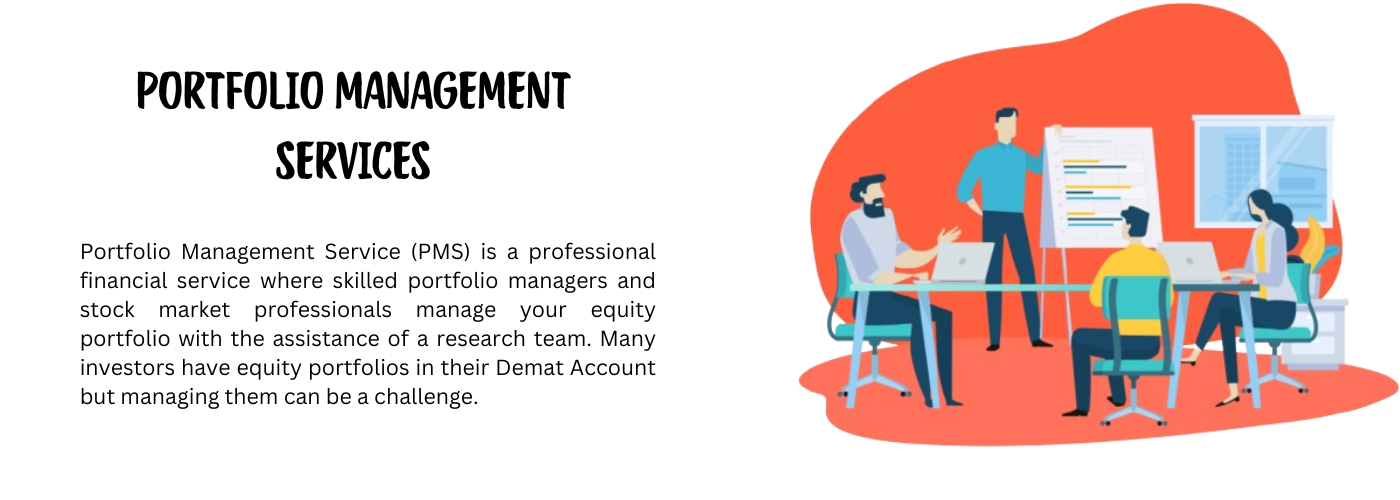 PORTFOLIO MANAGEMENT
SERVICES
Portfolio Management Service (PMS) is a professional
financial service where skilled portfolio managers and
stock market professionals manage your equity
portfolio with the assistance of a research team. Many
investors have equity portfolios in their Demat Account
but managing them can be a challenge.